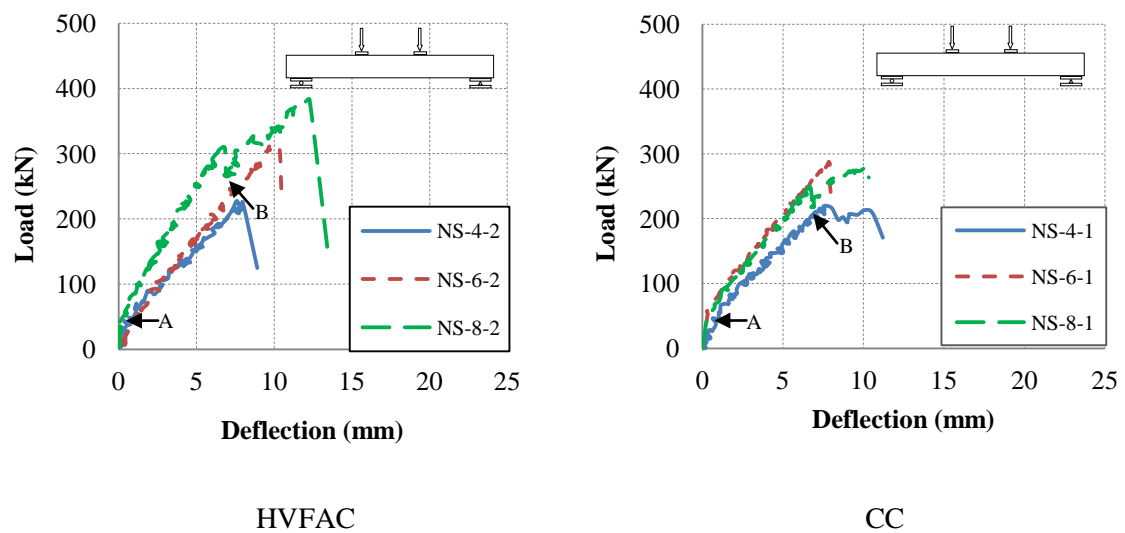 500
400
300
200
100
0
Load (kN)
0 5 10 15 20 25
Deflection (mm)
A
B
NS-4-2
NS-6-2
NS-8-2
HVFAC
500
400
300
200
100
0
Load (kN)
0 5 10 15 20 25
Deflection (mm)
A
B
NS-4-1
NS-6-1
NS-8-1
CC